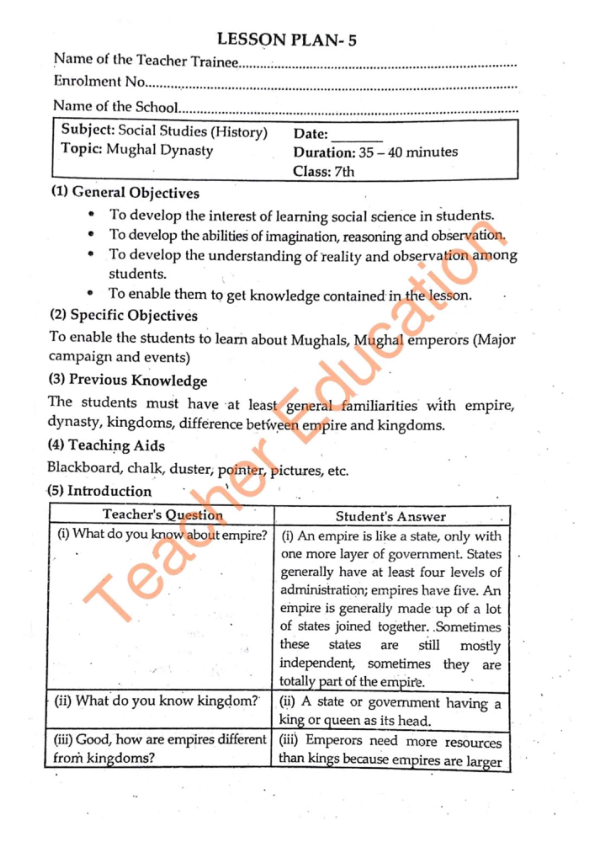 LESSON PLAN- 5
Name of the Teacher Trainee.....................................................................
Enrolment No.............................................................................................
Name of the School.....................................................................................
Subject: Social Studies (History)
Topic: Mughal Dynasty
Date: _______
Duration: 35 – 40 minutes
Class: 7th
(1) General Objectives
• To develop the interest of learning social science in students.
• To develop the abilities of imagination, reasoning and observation.
• To develop the understanding of reality and observation among
students.
• To enable them to get knowledge contained in the lesson.
(2) Specific Objectives
To enable the students to learn about Mughals, Mughal emperors (Major
campaign and events)
(3) Previous Knowledge
The students must have at least general familiarities with empire,
dynasty, kingdoms, difference between empire and kingdoms.
(4) Teaching Aids
Blackboard, chalk, duster, pointer, pictures, etc.
(5) Introduction
Teacher's Question
Student's Answer
(i) What do you know about empire?
(i) An empire is like a state, only with
one more layer of government. States
generally have at least four levels of
administration; empires have five. An
empire is generally made up of a lot
of states joined together. Sometimes
these states are still mostly
independent, sometimes they are
totally part of the empire.
(ii) What do you know kingdom?
(ii) A state or government having a
king or queen as its head.
(iii) Good, how are empires different
from kingdoms?
(iii) Emperors need more resources
than kings because empires are larger
Teacher Education